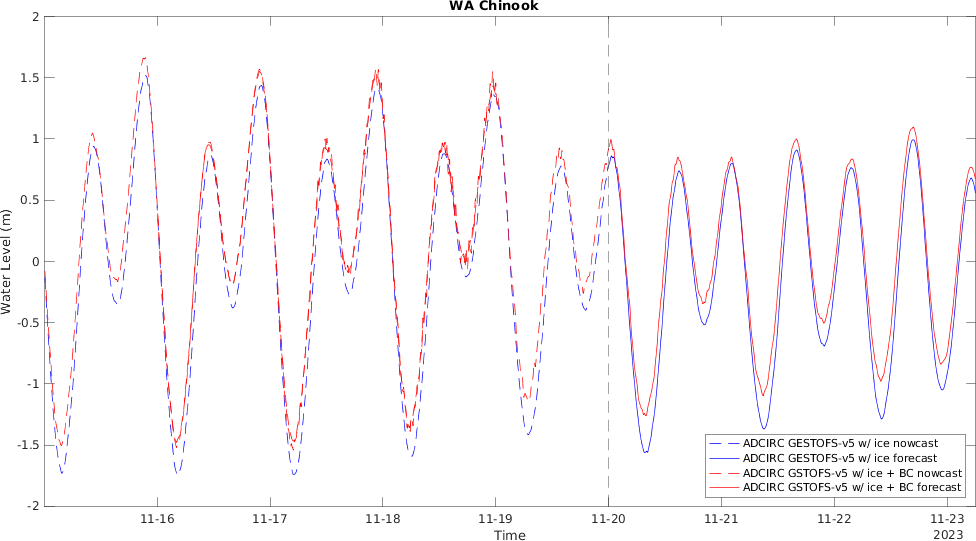 WA Chinook
2
1.5
1
0.5
0
-0.5
-1
-1.5
-2
Water Level (m)
11-16
11-17
11-18
11-19
11-20
11-21
11-22
11-23
Time
2023
ADCIRC GESTOFS-v5 w/ ice nowcast
ADCIRC GESTOFS-v5 w/ ice forecast
ADCIRC GSTOFS-v5 w/ ice + BC nowcast
ADCIRC GSTOFS-v5 w/ ice + BC forecast